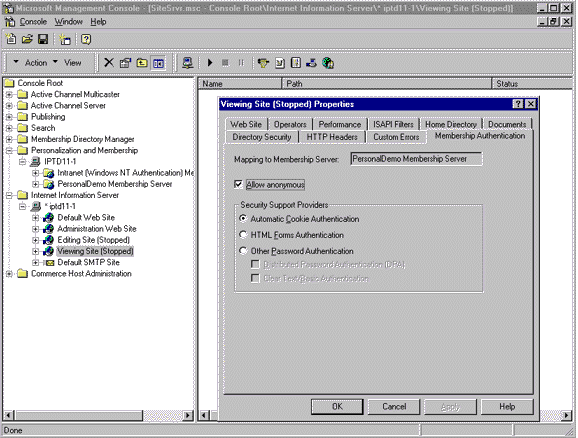 Microsoft Management Console - [SiteSrvr.msc - Console Root\Internet Information Server\* iptd11-1\Viewing Site (Stopped)]
Console Window Help
Action View
Name Path Status
Console Root
Active Channel Multicaster
Active Channel Server
Publishing
Search
Membership Directory Manager
Personalization and Membership
IPTD11-1
Intranet (Windows NT Authentication) Me
PersonalDemo Membership Server
Internet Information Server
* iptd11-1
Default Web Site
Administration Web Site
Editing Site (Stopped)
Viewing Site (Stopped)
Default SMTP Site
Commerce Host Administration
Viewing Site (Stopped) Properties
Web Site Operators Performance ISAPI Filters Home Directory Documents
Directory Security HTTP Headers Custom Errors Membership Authentication
Mapping to Membership Server: PersonalDemo Membership Server
Allow anonymous
Security Support Providers
Automatic Cookie Authentication
HTML Forms Authentication
Other Password Authentication
Distributed Password Authentication (DPA)
Clear Text/Basic Authentication
OK Cancel Apply Help
Done